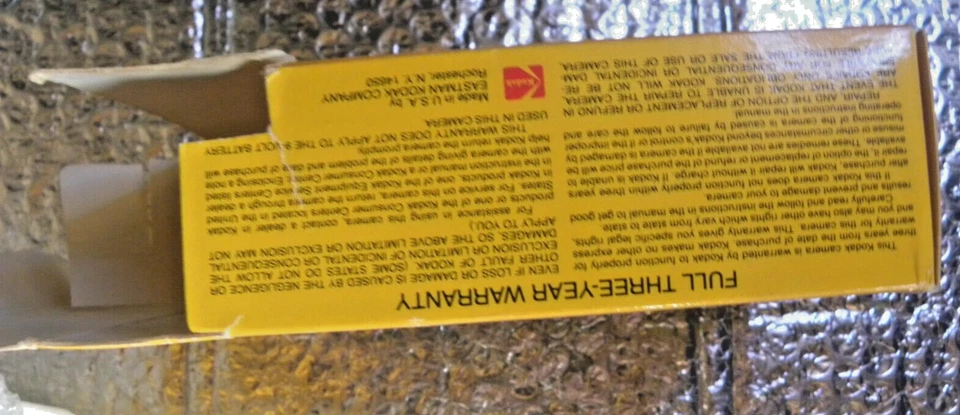 FULL THREE-YEAR WARRANTY
This Kodak camera is warranted by Kodak to function properly for
three years from the date of purchase. Kodak makes no other express
warranty for this camera. This warranty gives you specific legal rights,
and you may also have other rights which vary from state to state.
Carefully read and follow the instructions in the manual to get good
results and prevent damage to your camera.
If this Kodak camera does not function properly within three years
after purchase, Kodak will repair it without charge. If Kodak is unable to
repair it, the option of replacement or refund of the purchase price will be
available. These remedies are not available if the camera is damaged by
misuse or other circumstances beyond Kodak's control or if the improper
functioning of the camera is caused by failure to follow the care and
operating instructions in the manual.
REPAIR AND THE OPTION OF REPLACEMENT OR REFUND IN
THE EVENT THAT KODAK IS UNABLE TO REPAIR THE CAMERA
ARE KODAK'S ONLY OBLIGATIONS. KODAK WILL NOT BE RE-
CONSEQUENTIAL OR INCIDENTAL DAM-
RESULTING FROM THE SALE OR USE OF THIS CAMERA
EVEN IF LOSS OR DAMAGE IS CAUSED BY THE NEGLIGENCE OR
OTHER FAULT OF KODAK. (SOME STATES DO NOT ALLOW THE
EXCLUSION OR LIMITATION OF INCIDENTAL OR CONSEQUENTIAL
DAMAGES, SO THE ABOVE LIMITATION OR EXCLUSION MAY NOT
APPLY TO YOU.)
For assistance in using this camera, contact a dealer in Kodak
products or one of the Kodak Consumer Centers located in the United
States. For service on this camera, return the camera through a dealer
in Kodak products, or mail to a Kodak Equipment Service Center, including a note
with the camera giving details of the problem and date of purchase to
help Kodak return the camera promptly.
THIS WARRANTY DOES NOT APPLY TO THE 9-VOLT BATTERY
USED IN THIS CAMERA.
Kodak
Made in U.S.A. by
EASTMAN KODAK COMPANY
Rochester, N.Y. 14650